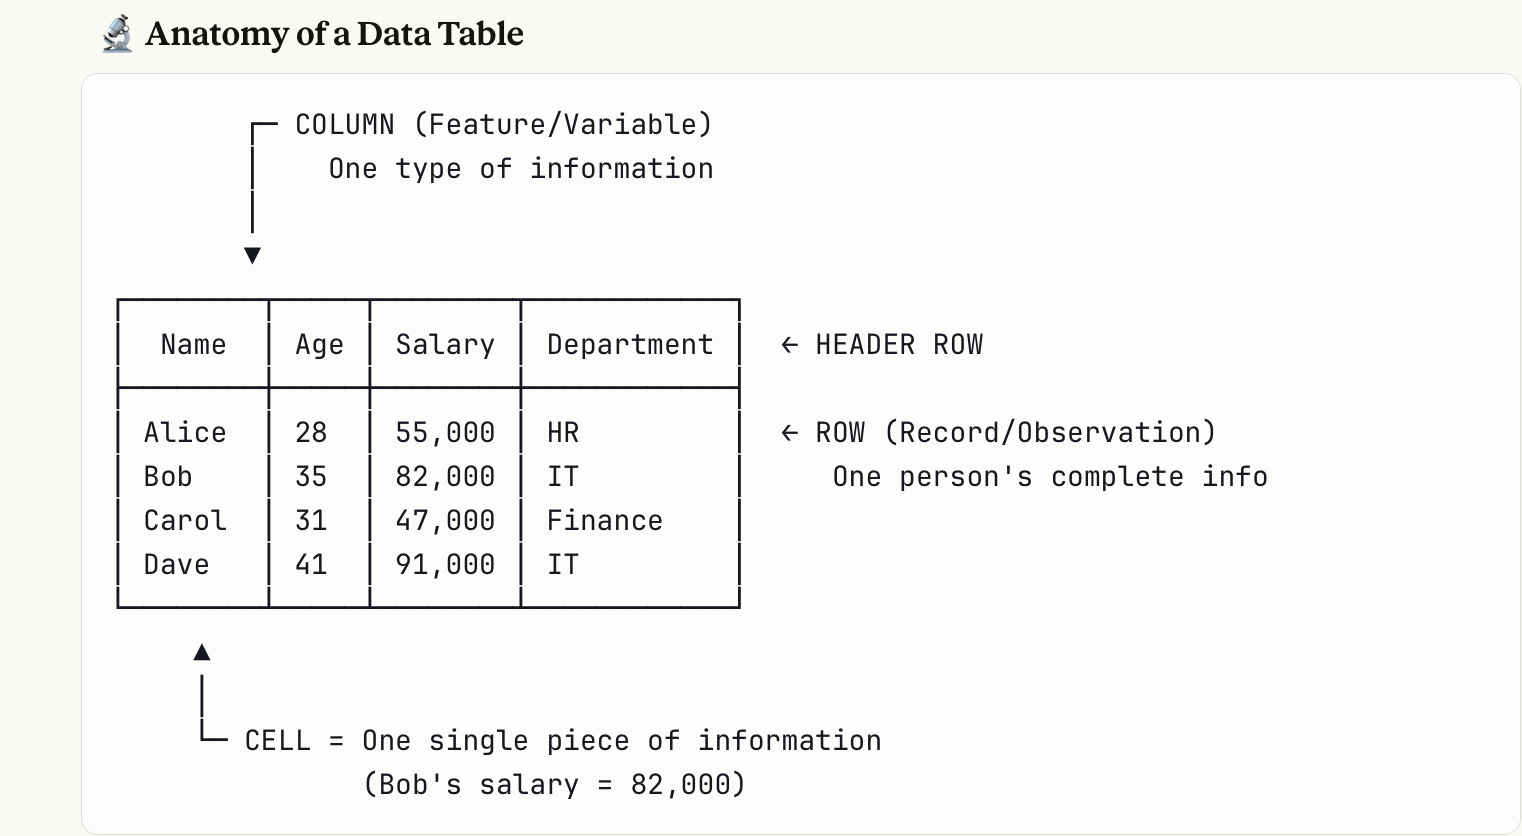 🔬 Anatomy of a Data Table
COLUMN (Feature/Variable)
One type of information
Name Age Salary Department ← HEADER ROW
Alice 28 55,000 HR ← ROW (Record/Observation)
Bob 35 82,000 IT One person's complete info
Carol 31 47,000 Finance
Dave 41 91,000 IT
CELL = One single piece of information
(Bob's salary = 82,000)